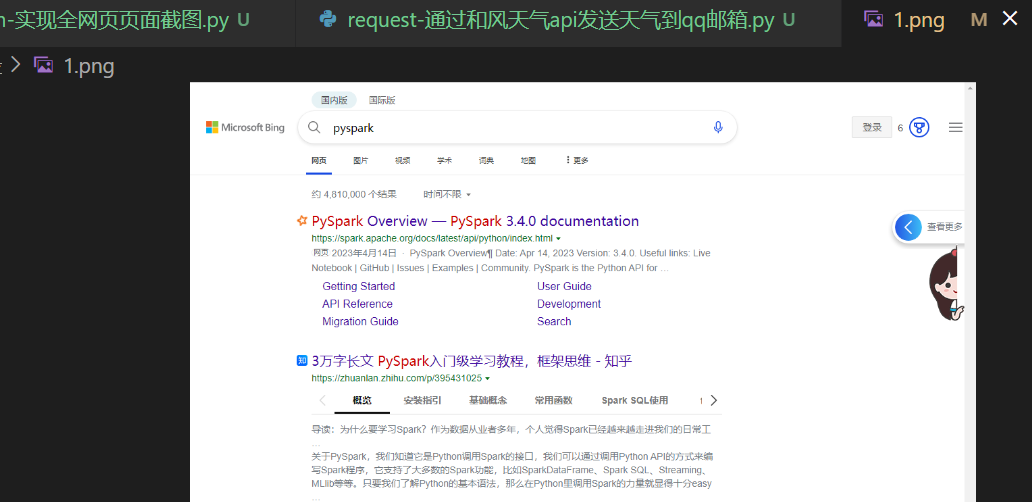 n-实现全网页页面截图.py U
request-通过和风天气api发送天气到qq邮箱.py U
1.png M
1.png
国内版 国际版
Microsoft Bing
pyspark
登录 6
网页 图片 视频 学术 词典 地图 更多
约 4,810,000 个结果 时间不限
PySpark Overview — PySpark 3.4.0 documentation
https://spark.apache.org/docs/latest/api/python/index.html
查看更多
网页 2023年4月14日 · PySpark Overview¶ Date: Apr 14, 2023 Version: 3.4.0. Useful links: Live
Notebook | GitHub | Issues | Examples | Community. PySpark is the Python API for …
Getting Started User Guide
API Reference Development
Migration Guide Search
知 3万字长文 PySpark入门级学习教程，框架思维 - 知乎
https://zhuanlan.zhihu.com/p/395431025
概览 安装指引 基础概念 常用函数 Spark SQL使用
导读：为什么要学习Spark？作为数据从业者多年，个人觉得Spark已经越来越走进我们的日常工
…
关于PySpark，我们知道它是Python调用Spark的接口，我们可以通过调用Python API的方式来编
写Spark程序，它支持了大多数的Spark功能，比如SparkDataFrame、Spark SQL、Streaming、
MLlib等等。只要我们了解Python的基本语法，那么在Python里调用Spark的力量就显得十分easy
…